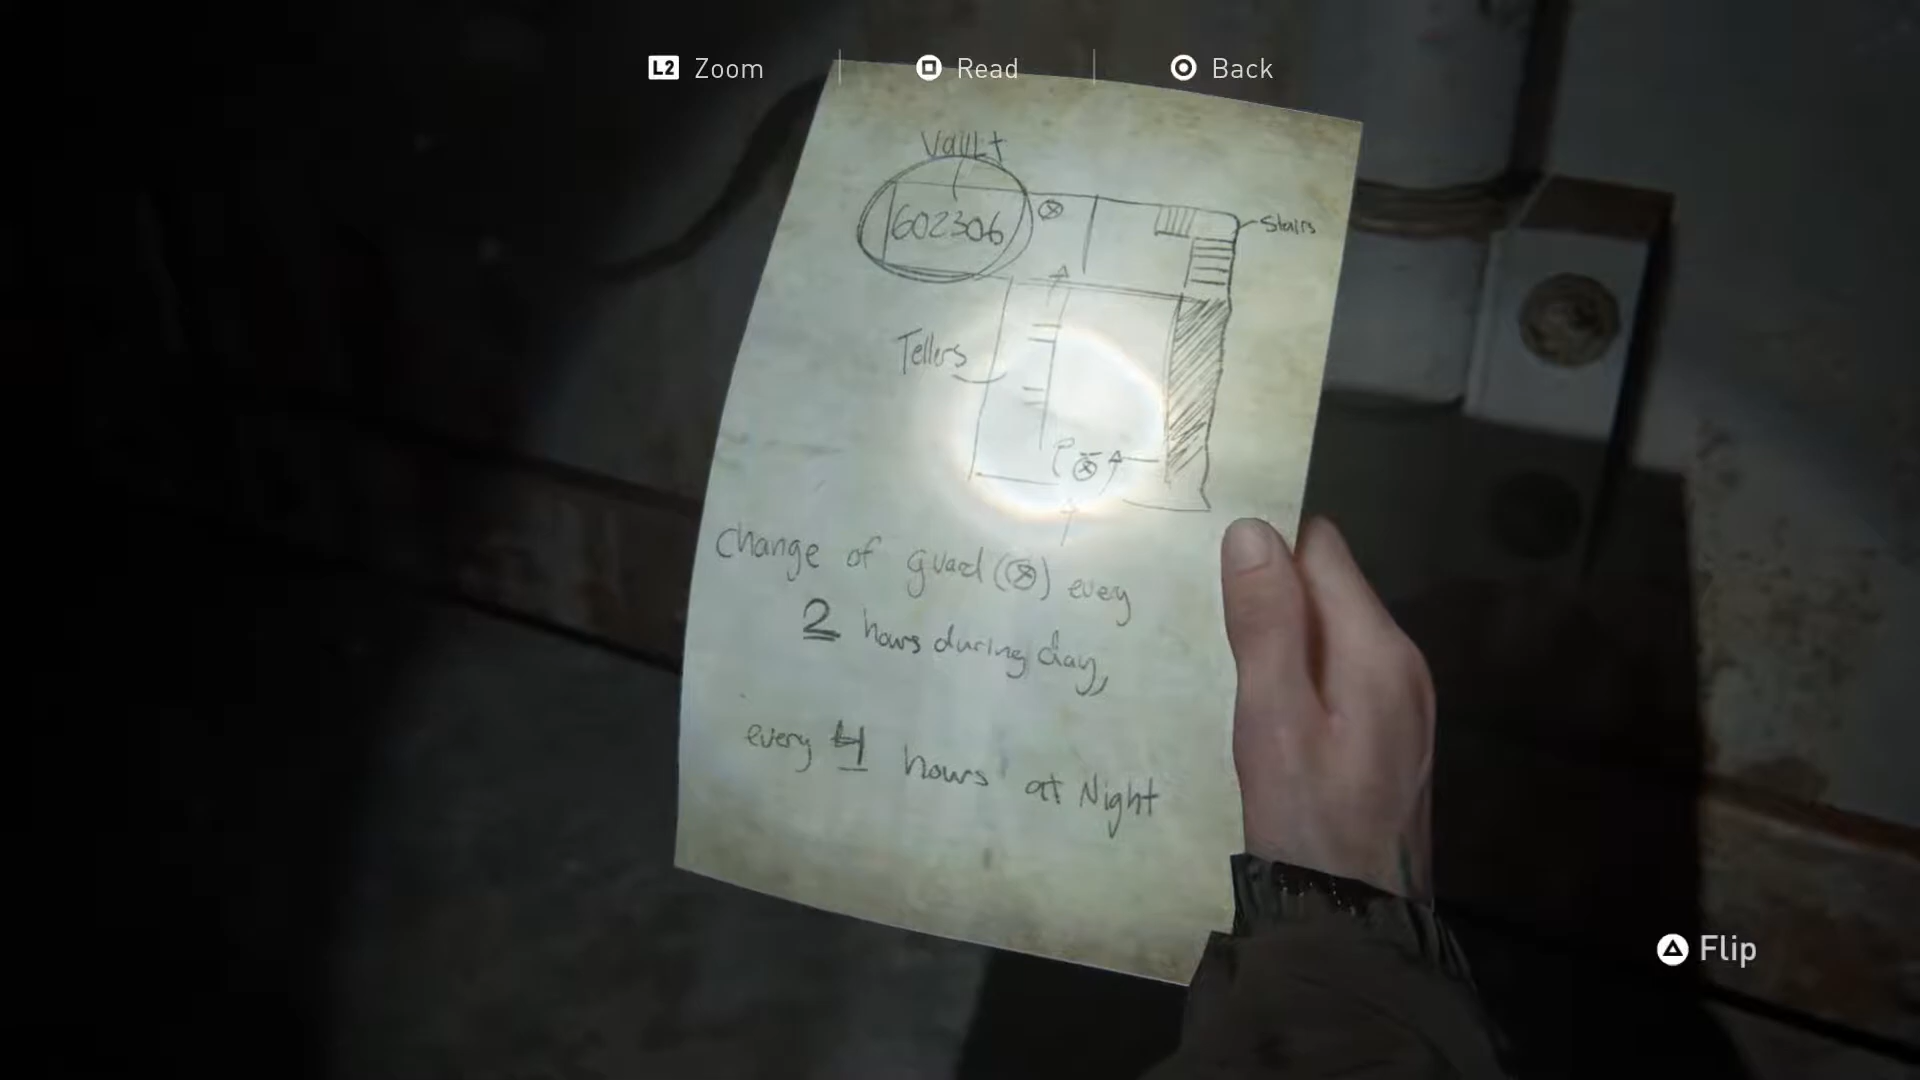 L2 Zoom
Read
Back
Vault
602306
Stairs
Tellers
Change of guard (⊗) every
2 hours during day,
every 4 hours at Night
Flip